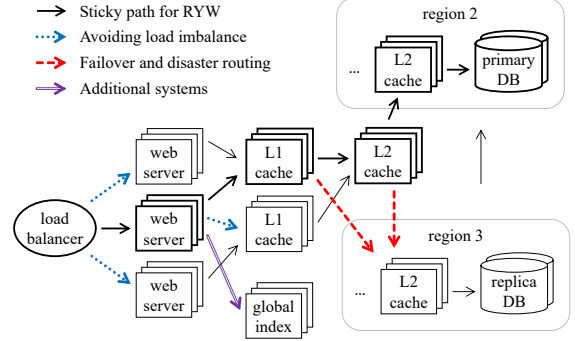 Sticky path for RYW
Avoiding load imbalance
Failover and disaster routing
Additional systems
region 2
...
L2
cache
primary
DB
web
server
L1
cache
L2
cache
load
balancer
web
server
L1
cache
web
server
global
index
region 3
...
L2
cache
replica
DB